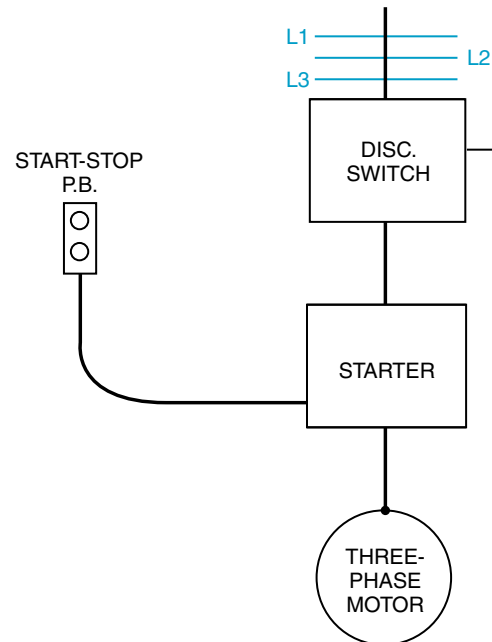 L1
L2
L3
DISC.
SWITCH
START-STOP
P.B.
STARTER
THREE-
PHASE
MOTOR